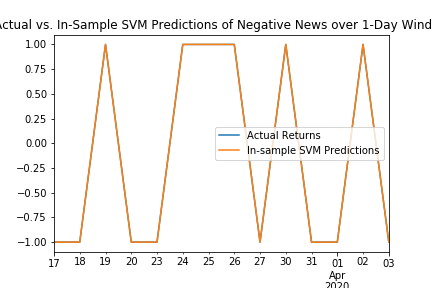 Actual vs. In-Sample SVM Predictions of Negative News over 1-Day Wind
1.00
0.75
0.50
0.25
0.00
−0.25
−0.50
−0.75
−1.00
Actual Returns
In-sample SVM Predictions
17 18 19 20 23 24 25 26 27 30 31 01 02 03
Apr
2020